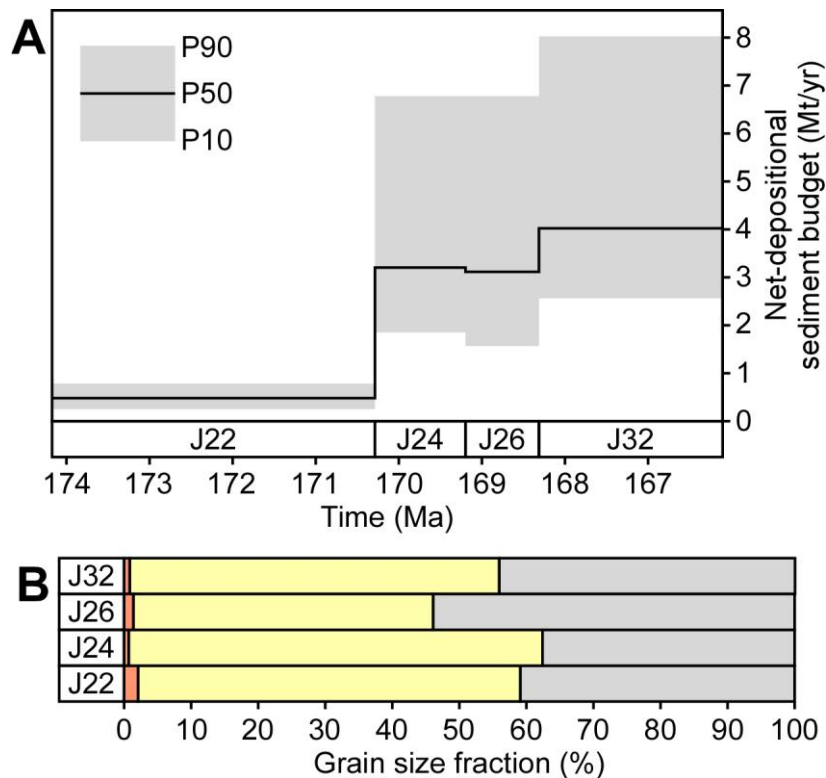 A
P90
P50
P10
8
7
6
5
4
3
2
1
0
Net-depositional
sediment budget (Mt/yr)
J22 J24 J26 J32
174 173 172 171 170 169 168 167
Time (Ma)
B
J32
J26
J24
J22
0 10 20 30 40 50 60 70 80 90 100
Grain size fraction (%)